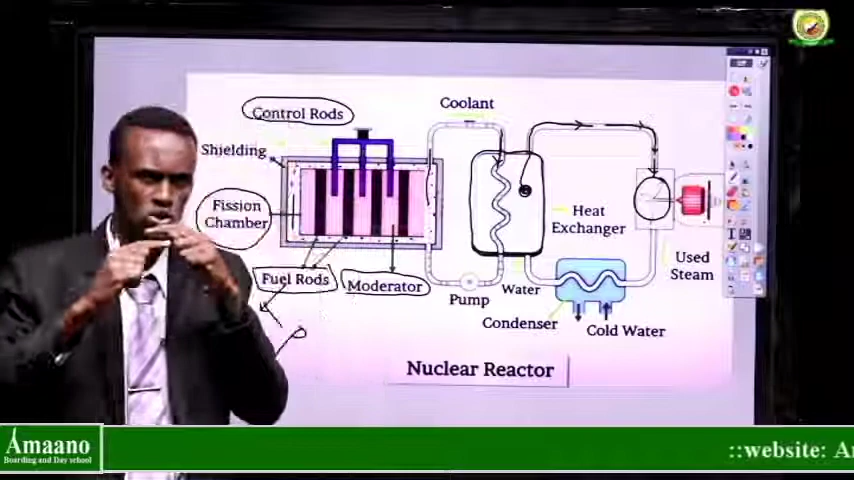 Control Rods
Coolant
Shielding
Fission
Chamber
Heat
Exchanger
Fuel Rods
Moderator
Pump
Water
Used
Steam
Condenser
Cold Water
Nuclear Reactor
T
Amaano
Boarding and Day school
::website: A